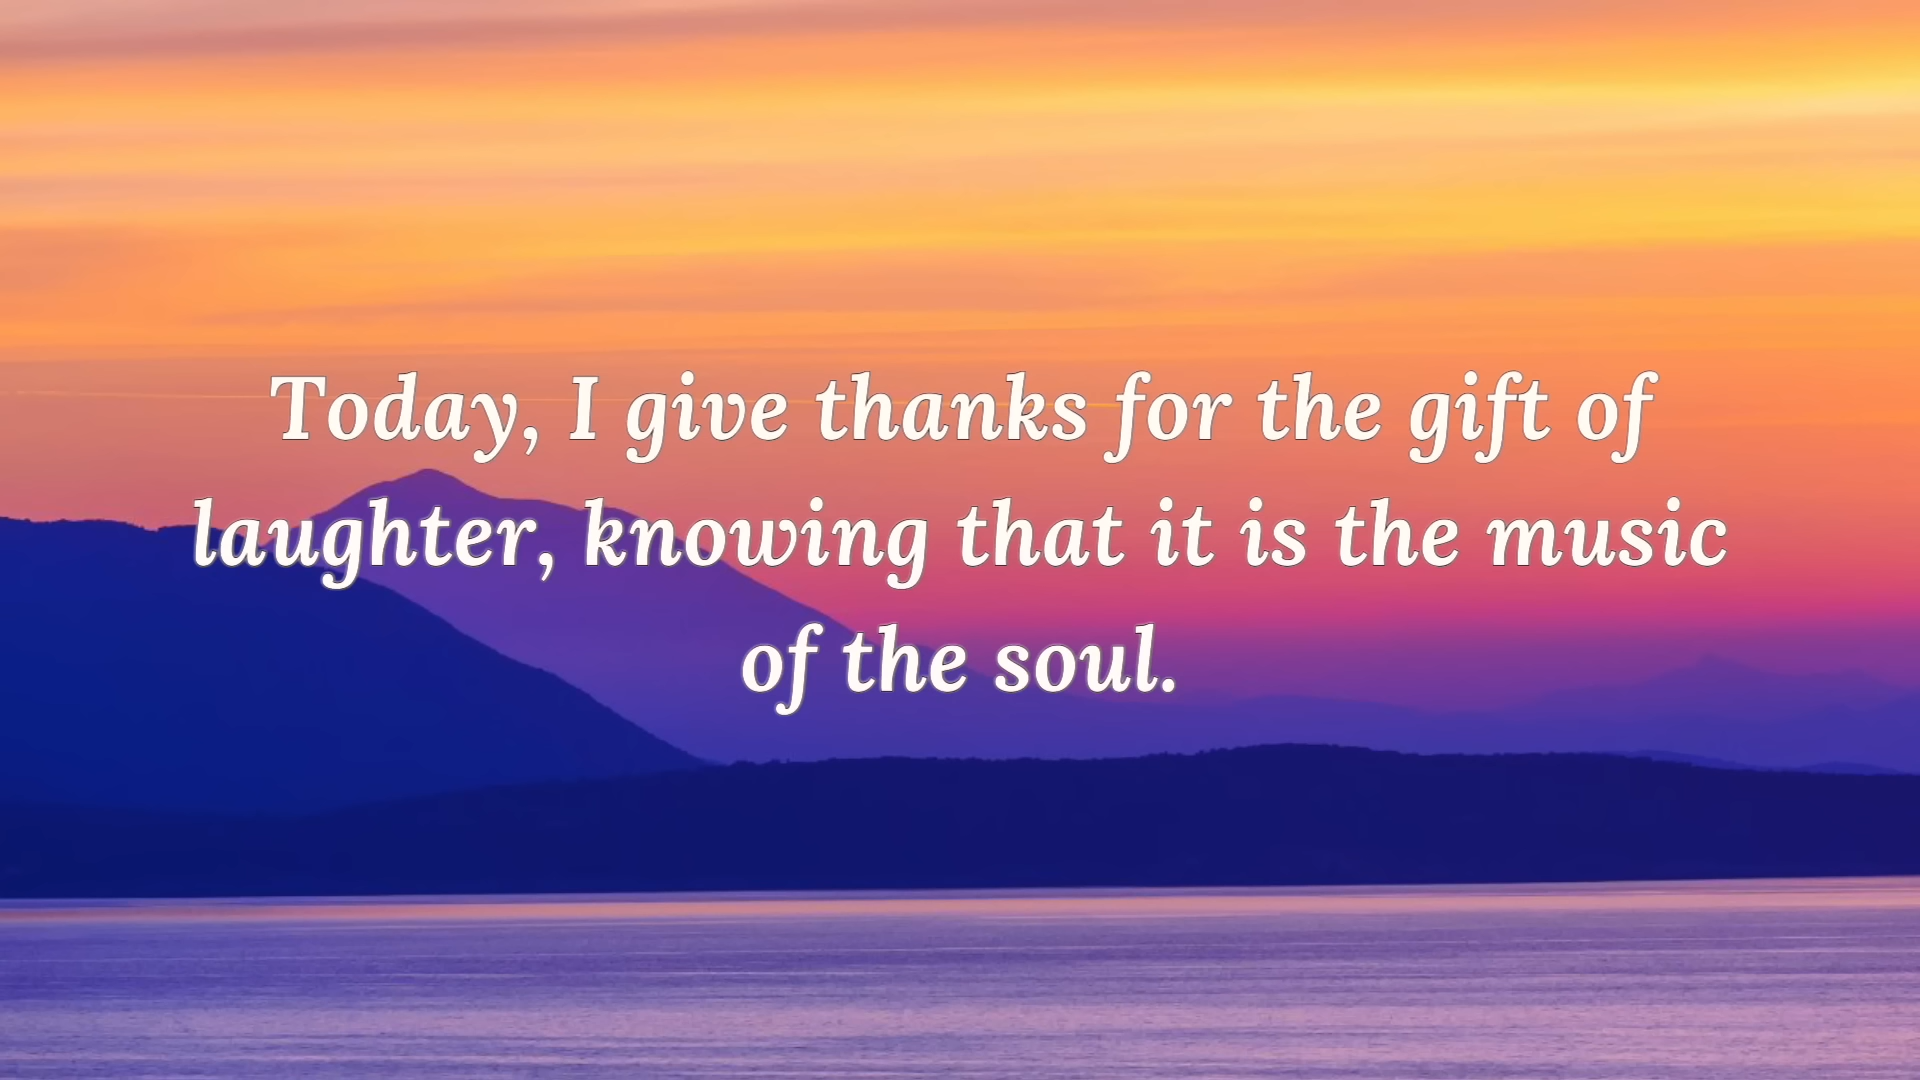 Today, I give thanks for the gift of
laughter, knowing that it is the music
of the soul.